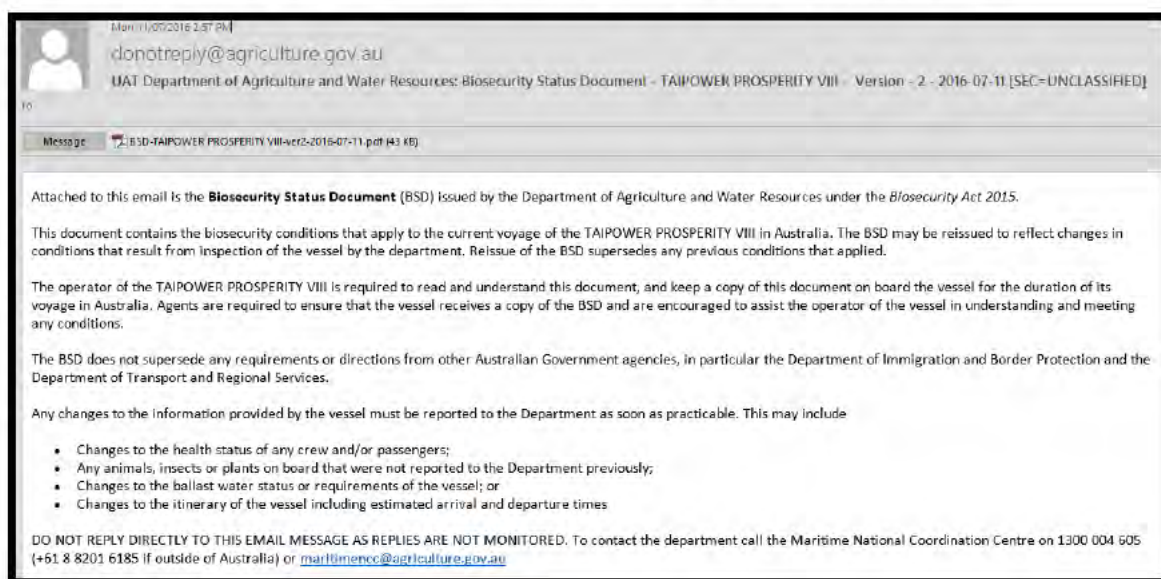 Mon 11/07/2016 2:57 PM
donotreply@agriculture.gov.au
UAT Department of Agriculture and Water Resources: Biosecurity Status Document - TAIPOWER PROSPERITY VIII - Version - 2 - 2016-07-11 [SEC=UNCLASSIFIED]
To
Message BSD-TAIPOWER PROSPERITY VIII-ver2-2016-07-11.pdf (43 KB)
Attached to this email is the Biosecurity Status Document (BSD) issued by the Department of Agriculture and Water Resources under the Biosecurity Act 2015.
This document contains the biosecurity conditions that apply to the current voyage of the TAIPOWER PROSPERITY VIII in Australia. The BSD may be reissued to reflect changes in
conditions that result from inspection of the vessel by the department. Reissue of the BSD supersedes any previous conditions that applied.
The operator of the TAIPOWER PROSPERITY VIII is required to read and understand this document, and keep a copy of this document on board the vessel for the duration of its
voyage in Australia. Agents are required to ensure that the vessel receives a copy of the BSD and are encouraged to assist the operator of the vessel in understanding and meeting
any conditions.
The BSD does not supersede any requirements or directions from other Australian Government agencies, in particular the Department of Immigration and Border Protection and the
Department of Transport and Regional Services.
Any changes to the information provided by the vessel must be reported to the Department as soon as practicable. This may include
• Changes to the health status of any crew and/or passengers;
• Any animals, insects or plants on board that were not reported to the Department previously;
• Changes to the ballast water status or requirements of the vessel; or
• Changes to the itinerary of the vessel including estimated arrival and departure times
DO NOT REPLY DIRECTLY TO THIS EMAIL MESSAGE AS REPLIES ARE NOT MONITORED. To contact the department call the Maritime National Coordination Centre on 1300 004 605
(+61 8 8201 6185 if outside of Australia) or maritimencc@agriculture.gov.au